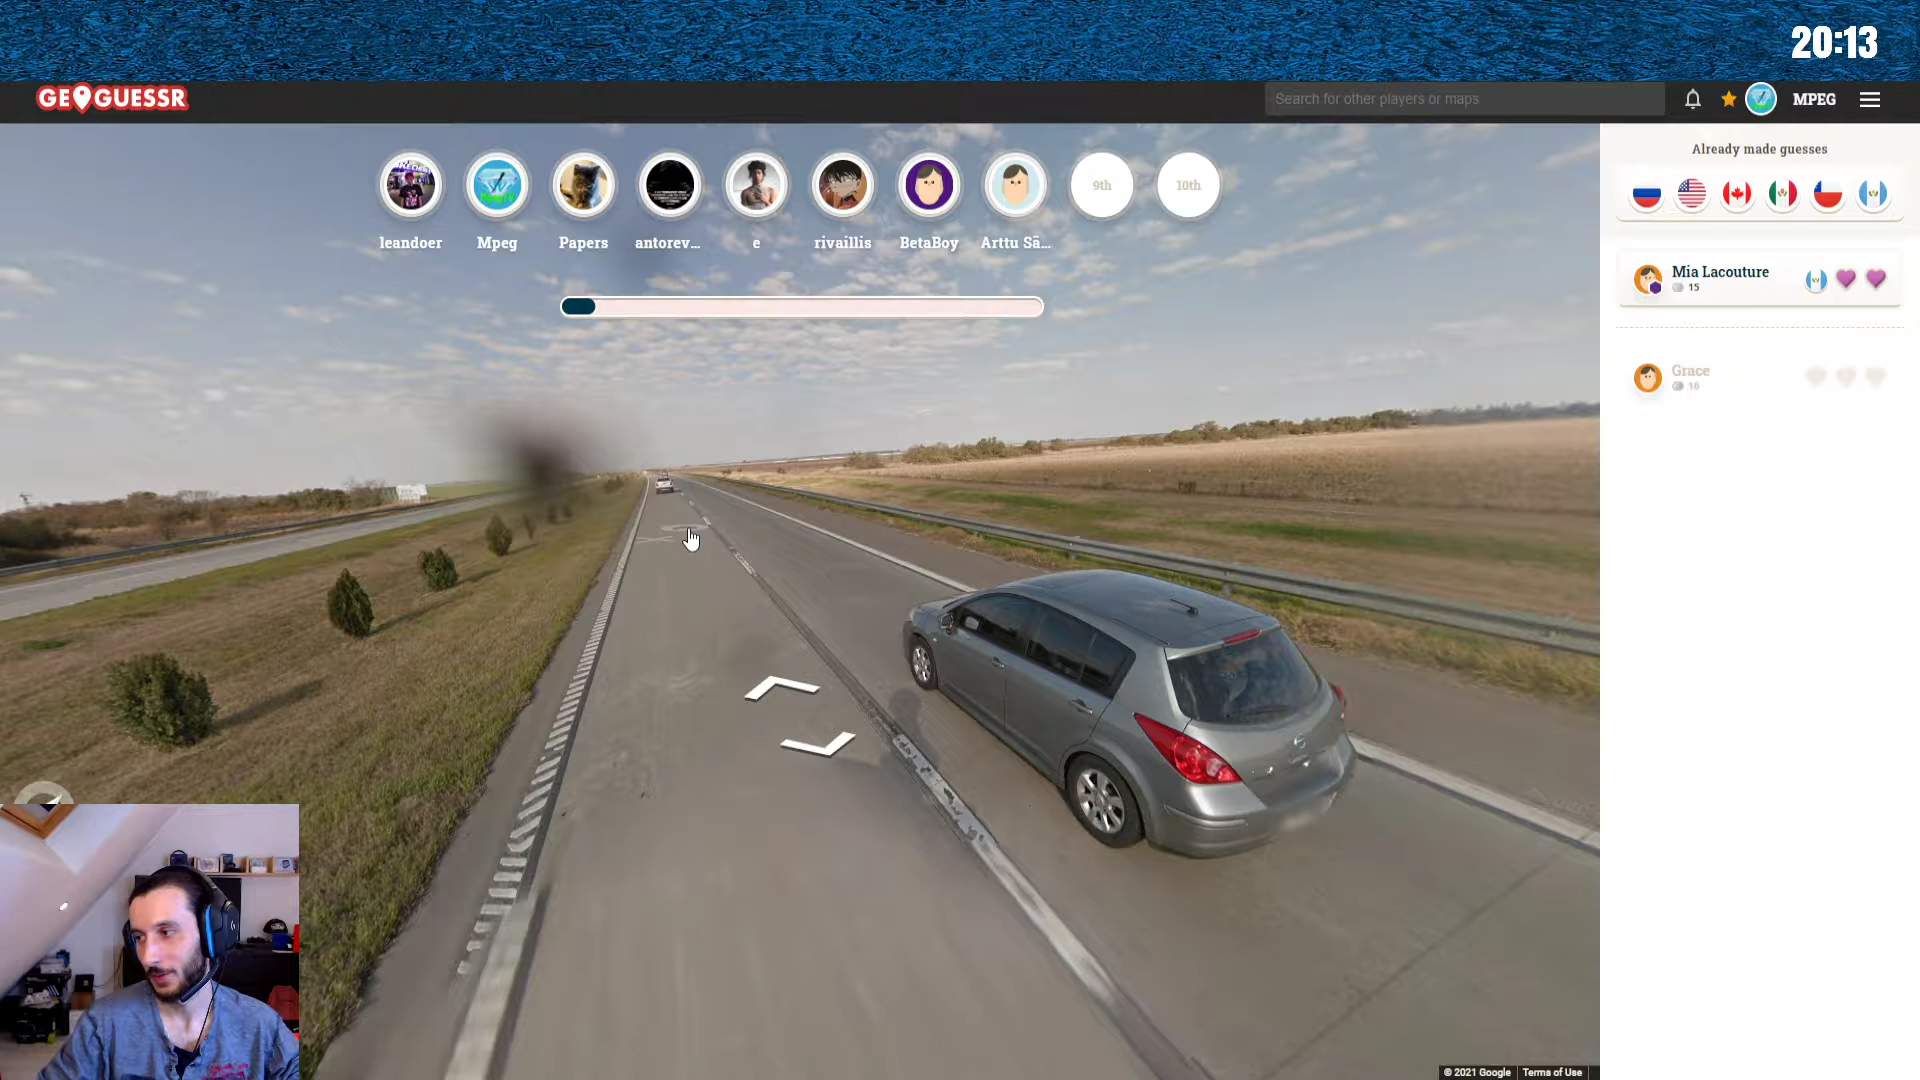 20:13
GEOGUESSR
Search for other players or maps
MPEG
Already made guesses
9th
10th
leandoer
Mpeg
Papers
antorev...
e
rivaillis
BetaBoy
Arttu Sä...
Mia Lacouture
15
Grace
16
© 2021 Google
Terms of Use